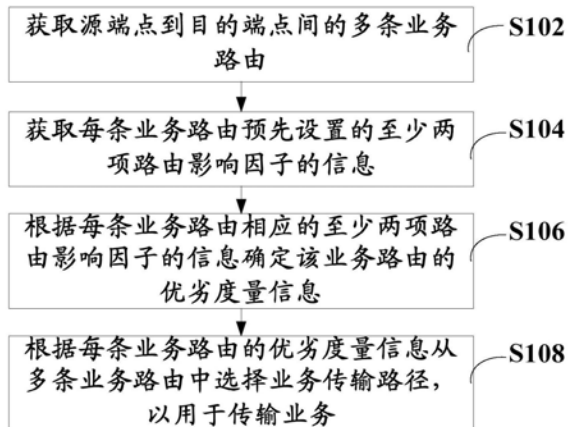 获取源端点到目的端点间的多条业务
路由
S102
获取每条业务路由预先设置的至少两
项路由影响因子的信息
S104
根据每条业务路由相应的至少两项路
由影响因子的信息确定该业务路由的
优劣度量信息
S106
根据每条业务路由的优劣度量信息从
多条业务路由中选择业务传输路径，
以用于传输业务
S108